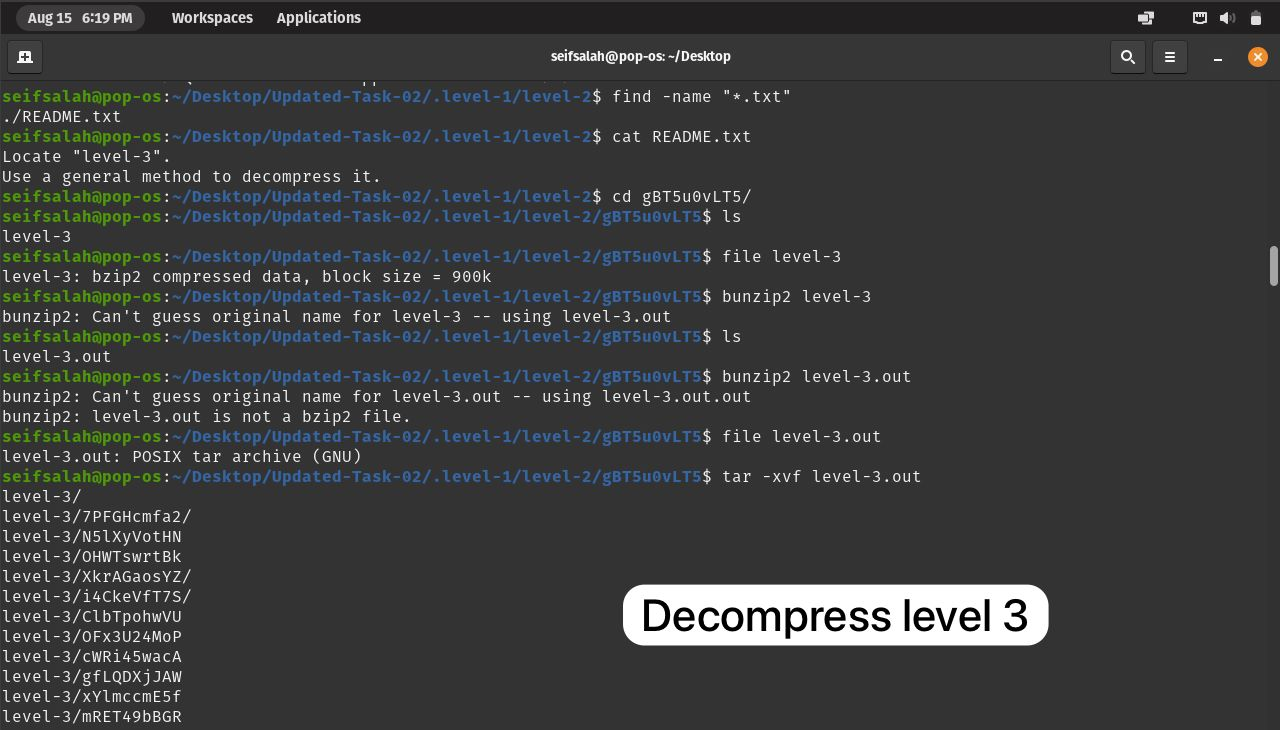 Aug 15 6:19 PM Workspaces Applications
seifsalah@pop-os: ~/Desktop
seifsalah@pop-os:~/Desktop/Updated-Task-02/.level-1/level-2$ find -name "*.txt"
./README.txt
seifsalah@pop-os:~/Desktop/Updated-Task-02/.level-1/level-2$ cat README.txt
Locate "level-3".
Use a general method to decompress it.
seifsalah@pop-os:~/Desktop/Updated-Task-02/.level-1/level-2$ cd gBT5u0vLT5/
seifsalah@pop-os:~/Desktop/Updated-Task-02/.level-1/level-2/gBT5u0vLT5$ ls
level-3
seifsalah@pop-os:~/Desktop/Updated-Task-02/.level-1/level-2/gBT5u0vLT5$ file level-3
level-3: bzip2 compressed data, block size = 900k
seifsalah@pop-os:~/Desktop/Updated-Task-02/.level-1/level-2/gBT5u0vLT5$ bunzip2 level-3
bunzip2: Can't guess original name for level-3 -- using level-3.out
seifsalah@pop-os:~/Desktop/Updated-Task-02/.level-1/level-2/gBT5u0vLT5$ ls
level-3.out
seifsalah@pop-os:~/Desktop/Updated-Task-02/.level-1/level-2/gBT5u0vLT5$ bunzip2 level-3.out
bunzip2: Can't guess original name for level-3.out -- using level-3.out.out
bunzip2: level-3.out is not a bzip2 file.
seifsalah@pop-os:~/Desktop/Updated-Task-02/.level-1/level-2/gBT5u0vLT5$ file level-3.out
level-3.out: POSIX tar archive (GNU)
seifsalah@pop-os:~/Desktop/Updated-Task-02/.level-1/level-2/gBT5u0vLT5$ tar -xvf level-3.out
level-3/
level-3/7PFGHcmfa2/
level-3/N5lXyVotHN
level-3/OHWTswrtBk
level-3/XkrAGaosYZ/
level-3/i4CkeVfT7S/
level-3/ClbTpohwVU
level-3/OFx3U24MoP
level-3/cWRi45wacA
level-3/gfLQDXjJAW
level-3/xYlmccmE5f
level-3/mRET49bBGR
Decompress level 3